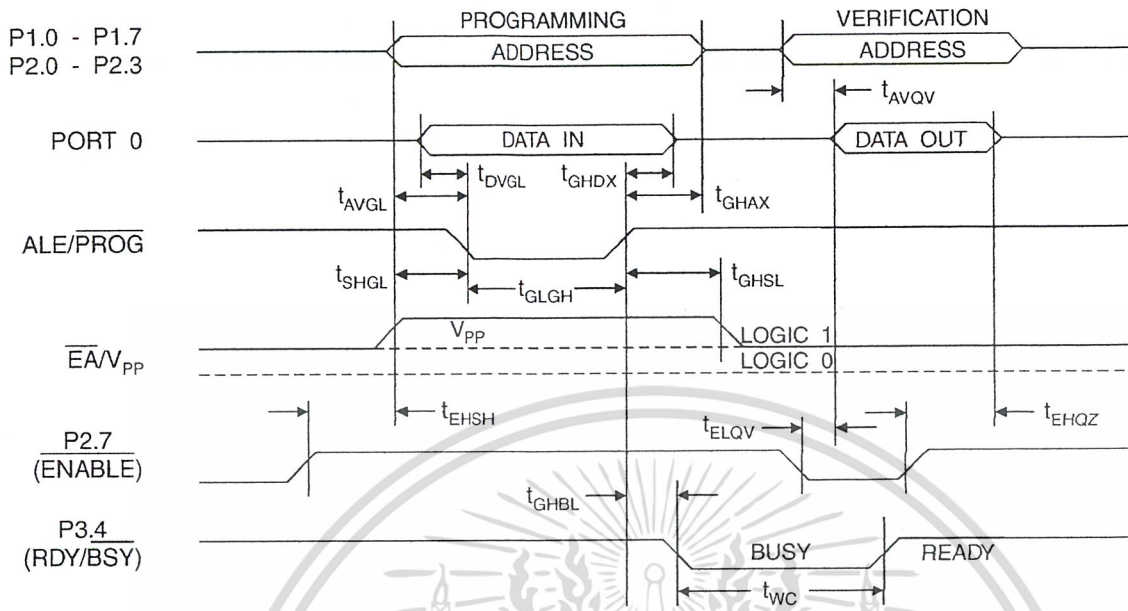 PROGRAMMING
VERIFICATION
P1.0 - P1.7
P2.0 - P2.3
ADDRESS
ADDRESS
tAVQV
PORT 0
DATA IN
DATA OUT
tDVGL
tGHDX
tAVGL
tGHAX
ALE/PROG
tSHGL
tGLGH
tGHSL
VPP
LOGIC 1
EA/VPP
LOGIC 0
tEHSH
tELQV
tEHQZ
P2.7
(ENABLE)
tGHBL
P3.4
(RDY/BSY)
BUSY
READY
tWC